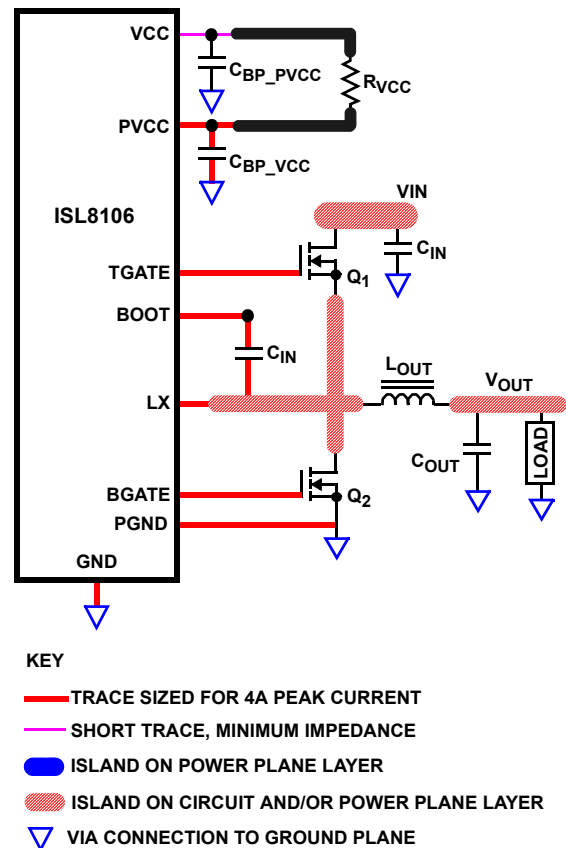 VCC
CBP_PVCC
RVCC
PVCC
CBP_VCC
ISL8106
VIN
CIN
TGATE
Q1
BOOT
CIN
LOUT
VOUT
LX
COUT
LOAD
BGATE
Q2
PGND
GND
KEY
TRACE SIZED FOR 4A PEAK CURRENT
SHORT TRACE, MINIMUM IMPEDANCE
ISLAND ON POWER PLANE LAYER
ISLAND ON CIRCUIT AND/OR POWER PLANE LAYER
VIA CONNECTION TO GROUND PLANE